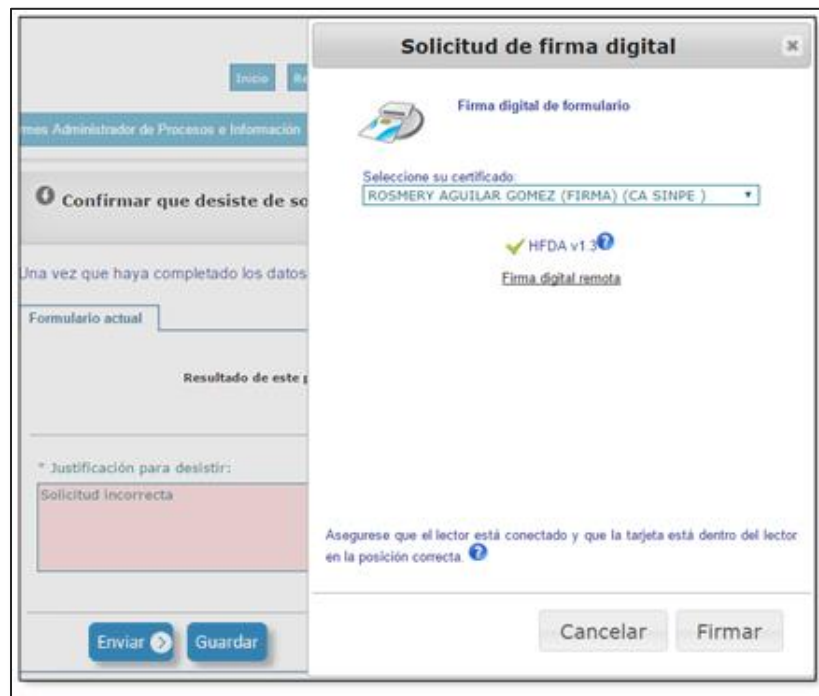 Solicitud de firma digital
Inicio
Firma digital de formulario
Administrador de Procesos e Información
Seleccione su certificado:
ROSMERY AGUILAR GOMEZ (FIRMA) (CA SINPE )
Confirmar que desiste de
HFDA v1.3
Una vez que haya completado los datos
Firma digital remota
Formulario actual
Resultado de este
* Justificación para desistir:
Solicitud incorrecta
Asegurese que el lector está conectado y que la tarjeta está dentro del lector
en la posición correcta.
Enviar
Guardar
Cancelar
Firmar